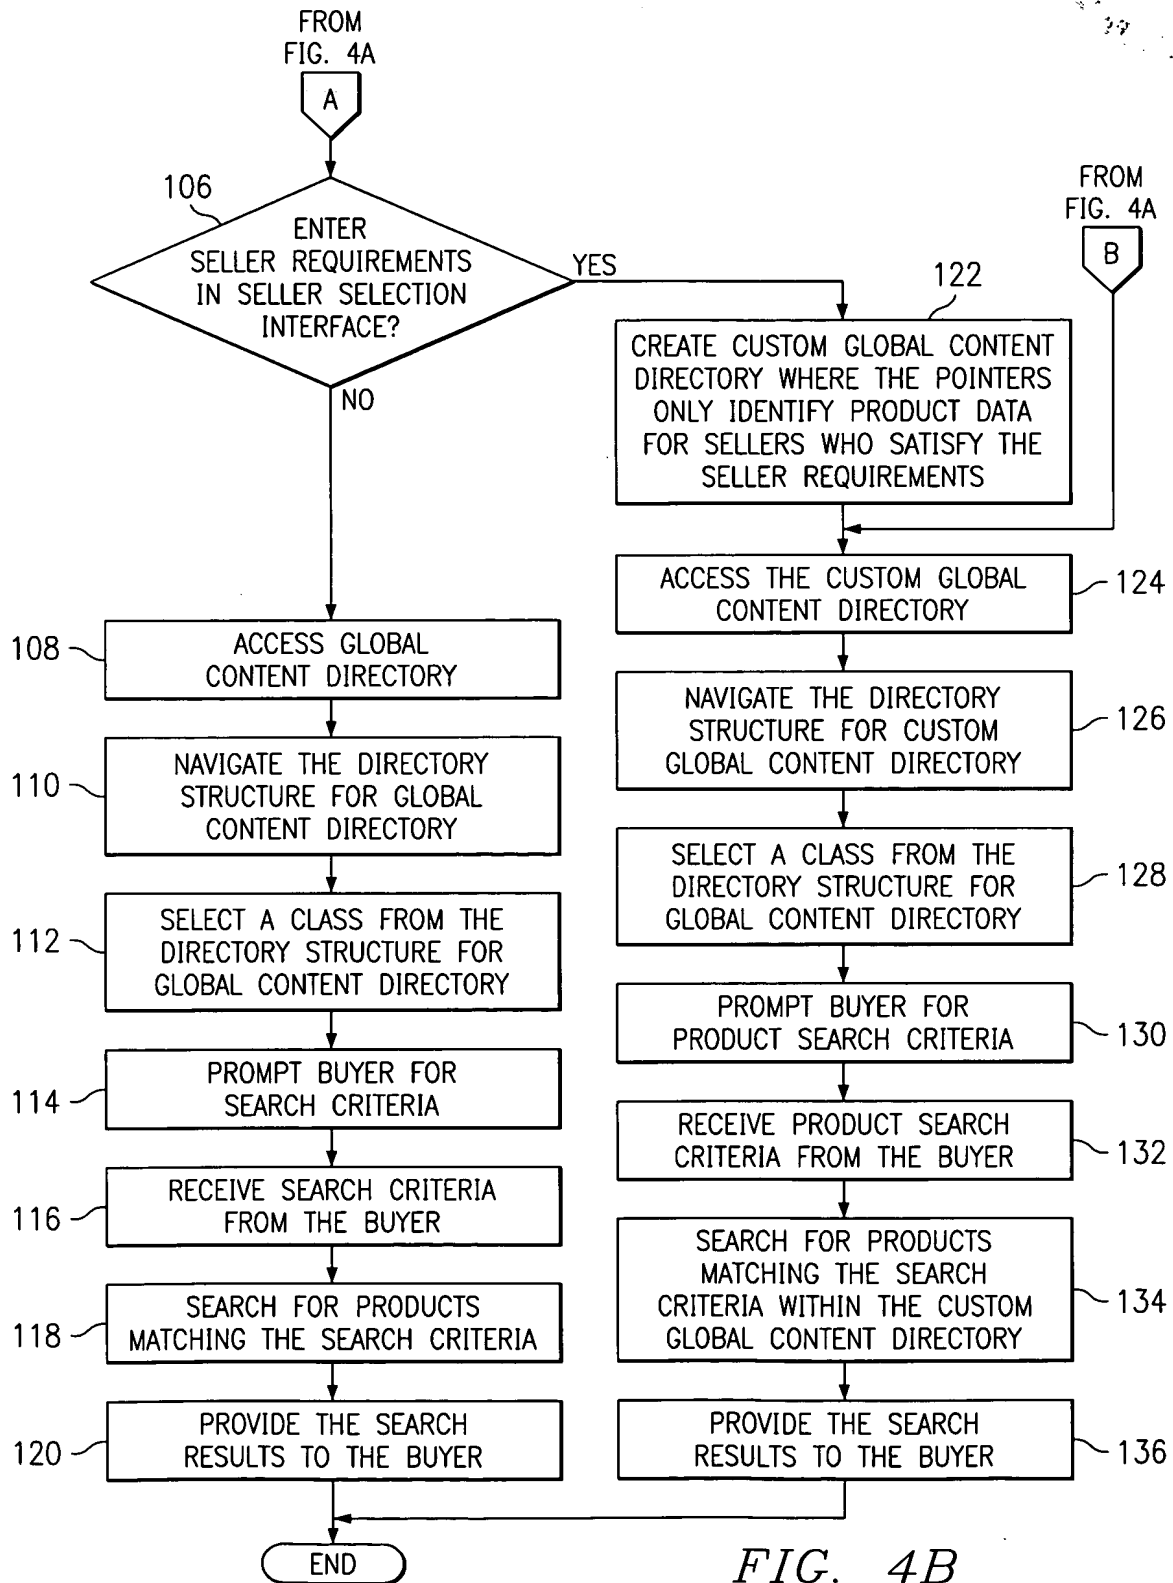 FROM
FIG. 4A
A
106
ENTER
SELLER REQUIREMENTS
IN SELLER SELECTION
INTERFACE?
YES
NO
FROM
FIG. 4A
B
122
CREATE CUSTOM GLOBAL CONTENT
DIRECTORY WHERE THE POINTERS
ONLY IDENTIFY PRODUCT DATA
FOR SELLERS WHO SATISFY THE
SELLER REQUIREMENTS
108
ACCESS GLOBAL
CONTENT DIRECTORY
110
NAVIGATE THE DIRECTORY
STRUCTURE FOR GLOBAL
CONTENT DIRECTORY
112
SELECT A CLASS FROM THE
DIRECTORY STRUCTURE FOR
GLOBAL CONTENT DIRECTORY
114
PROMPT BUYER FOR
SEARCH CRITERIA
116
RECEIVE SEARCH CRITERIA
FROM THE BUYER
118
SEARCH FOR PRODUCTS
MATCHING THE SEARCH CRITERIA
120
PROVIDE THE SEARCH
RESULTS TO THE BUYER
ACCESS THE CUSTOM GLOBAL
CONTENT DIRECTORY
124
NAVIGATE THE DIRECTORY
STRUCTURE FOR CUSTOM
GLOBAL CONTENT DIRECTORY
126
SELECT A CLASS FROM THE
DIRECTORY STRUCTURE FOR
GLOBAL CONTENT DIRECTORY
128
PROMPT BUYER FOR
PRODUCT SEARCH CRITERIA
130
RECEIVE PRODUCT SEARCH
CRITERIA FROM THE BUYER
132
SEARCH FOR PRODUCTS
MATCHING THE SEARCH
CRITERIA WITHIN THE CUSTOM
GLOBAL CONTENT DIRECTORY
134
PROVIDE THE SEARCH
RESULTS TO THE BUYER
136
END
FIG. 4B